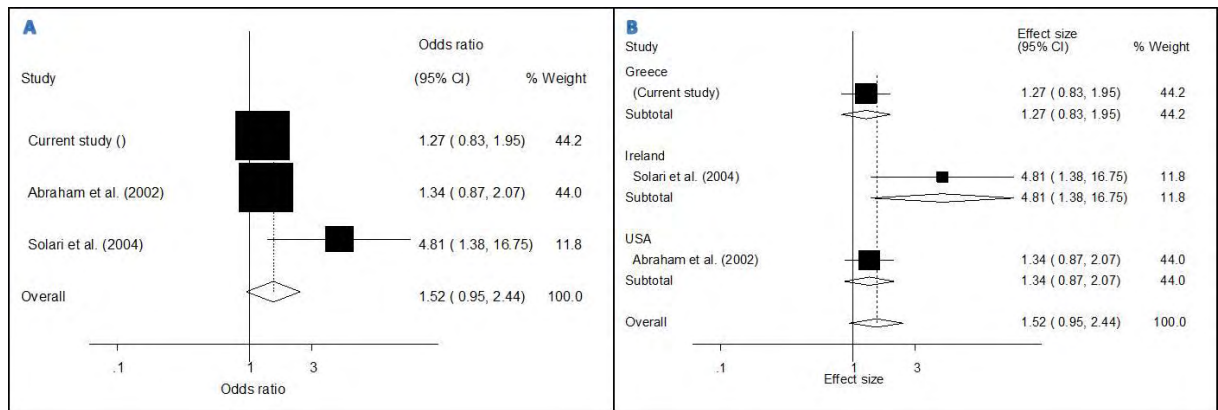 A
Odds ratio
Study (95% CI) % Weight
Current study () 1.27 ( 0.83, 1.95) 44.2
Abraham et al. (2002) 1.34 ( 0.87, 2.07) 44.0
Solari et al. (2004) 4.81 ( 1.38, 16.75) 11.8
Overall 1.52 ( 0.95, 2.44) 100.0
.1 1 3
Odds ratio
B
Effect size
Study (95% CI) % Weight
Greece
(Current study) 1.27 ( 0.83, 1.95) 44.2
Subtotal 1.27 ( 0.83, 1.95) 44.2
Ireland
Solari et al. (2004) 4.81 ( 1.38, 16.75) 11.8
Subtotal 4.81 ( 1.38, 16.75) 11.8
USA
Abraham et al. (2002) 1.34 ( 0.87, 2.07) 44.0
Subtotal 1.34 ( 0.87, 2.07) 44.0
Overall 1.52 ( 0.95, 2.44) 100.0
.1 1 3
Effect size